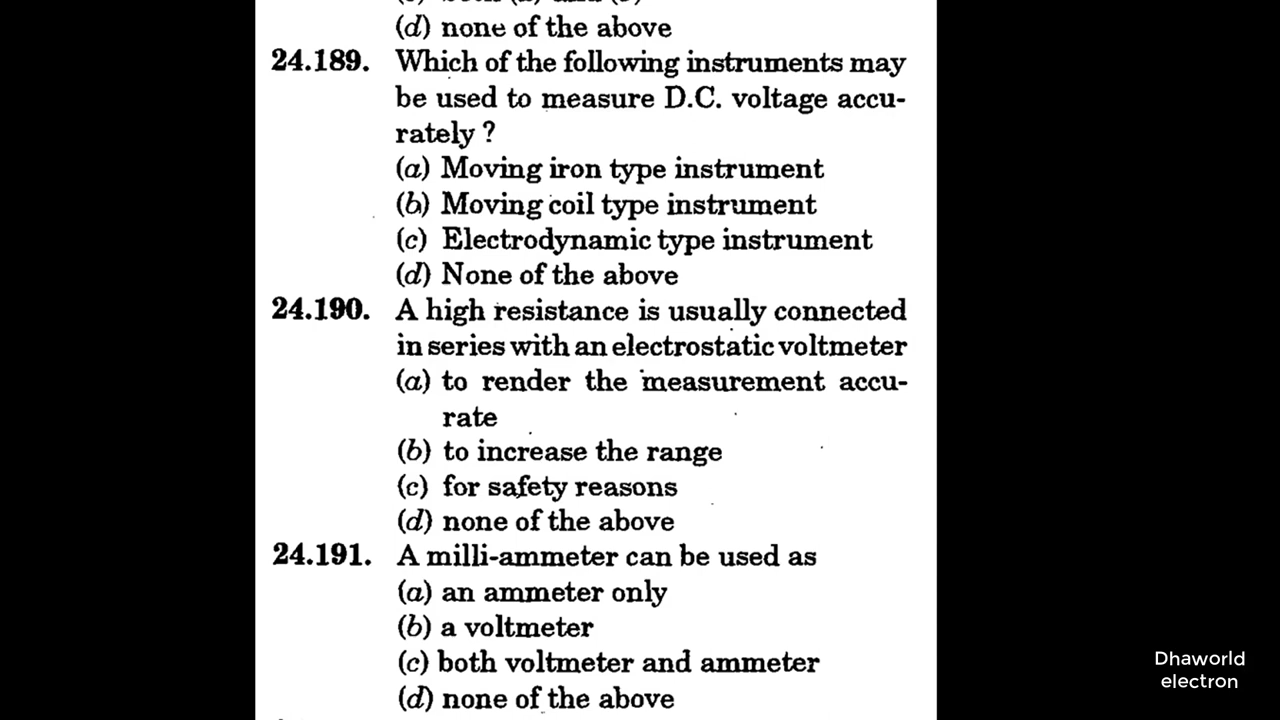 (d) none of the above
24.189. Which of the following instruments may
be used to measure D.C. voltage accu-
rately ?
(a) Moving iron type instrument
(b) Moving coil type instrument
(c) Electrodynamic type instrument
(d) None of the above
24.190. A high resistance is usually connected
in series with an electrostatic voltmeter
(a) to render the measurement accu-
rate
(b) to increase the range
(c) for safety reasons
(d) none of the above
24.191. A milli-ammeter can be used as
(a) an ammeter only
(b) a voltmeter
(c) both voltmeter and ammeter
(d) none of the above
Dhaworld
electron